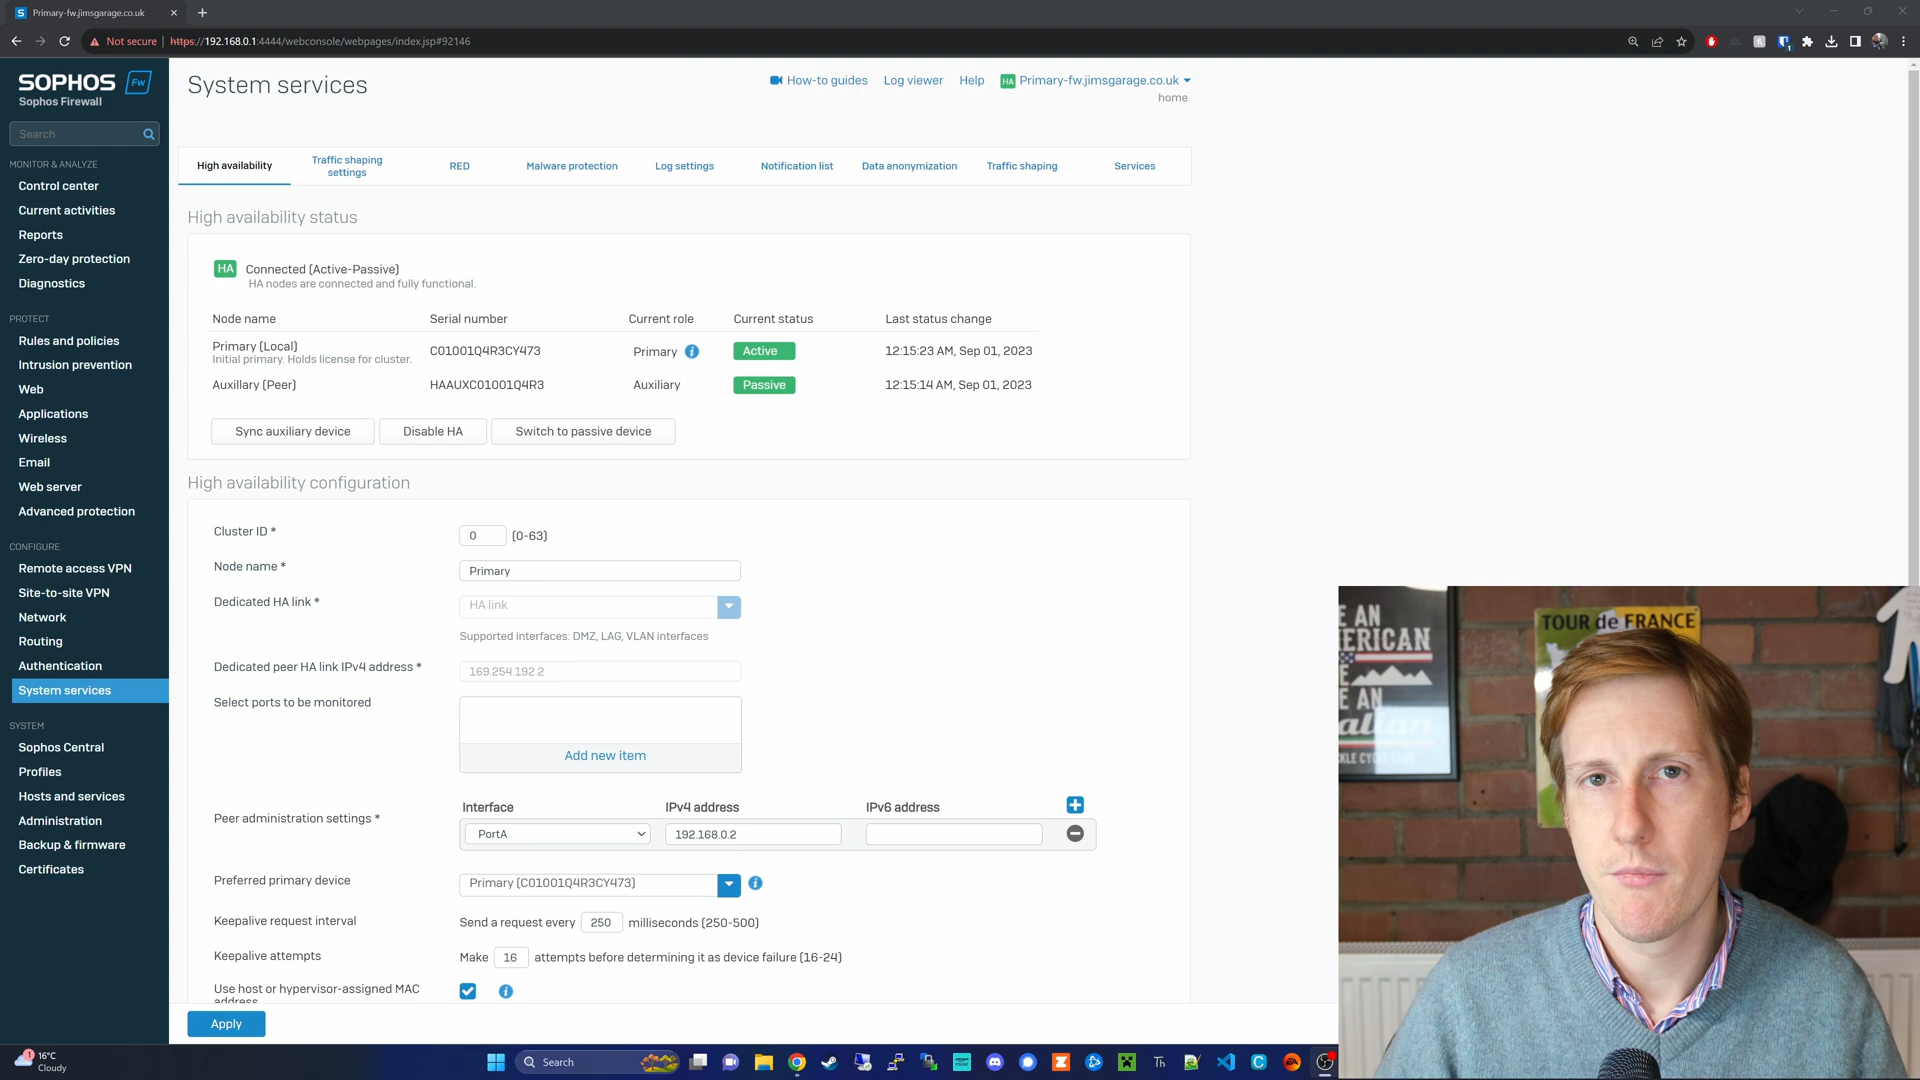 Primary-fw.jimsgarage.co.uk
Not secure
https://192.168.0.1:4444/webconsole/webpages/index.jsp#92146
SOPHOS Fw
Sophos Firewall
Search
MONITOR & ANALYZE
Control center
Current activities
Reports
Zero-day protection
Diagnostics
PROTECT
Rules and policies
Intrusion prevention
Web
Applications
Wireless
Email
Web server
Advanced protection
CONFIGURE
Remote access VPN
Site-to-site VPN
Network
Routing
Authentication
System services
SYSTEM
Sophos Central
Profiles
Hosts and services
Administration
Backup & firmware
Certificates
System services
How-to guides Log viewer Help HA Primary-fw.jimsgarage.co.uk
home
High availability
Traffic shaping
settings
RED
Malware protection
Log settings
Notification list
Data anonymization
Traffic shaping
Services
High availability status
HA Connected (Active-Passive)
HA nodes are connected and fully functional.
Node name Serial number Current role Current status Last status change
Primary (Local) C01001Q4R3CY473 Primary Active 12:15:23 AM, Sep 01, 2023
Initial primary. Holds license for cluster.
Auxillary (Peer) HAAUXC01001Q4R3 Auxiliary Passive 12:15:14 AM, Sep 01, 2023
Sync auxiliary device Disable HA Switch to passive device
High availability configuration
Cluster ID * 0 (0-63)
Node name * Primary
Dedicated HA link * HA link
Supported interfaces: DMZ, LAG, VLAN interfaces
Dedicated peer HA link IPv4 address * 169.254.192.2
Select ports to be monitored
Add new item
Interface IPv4 address IPv6 address
Peer administration settings * PortA 192.168.0.2
Preferred primary device Primary (C01001Q4R3CY473)
Keepalive request interval Send a request every 250 milliseconds (250-500)
Keepalive attempts Make 16 attempts before determining it as device failure (16-24)
Use host or hypervisor-assigned MAC
address
Apply
TOUR de FRANCE
16°C
Cloudy
Search